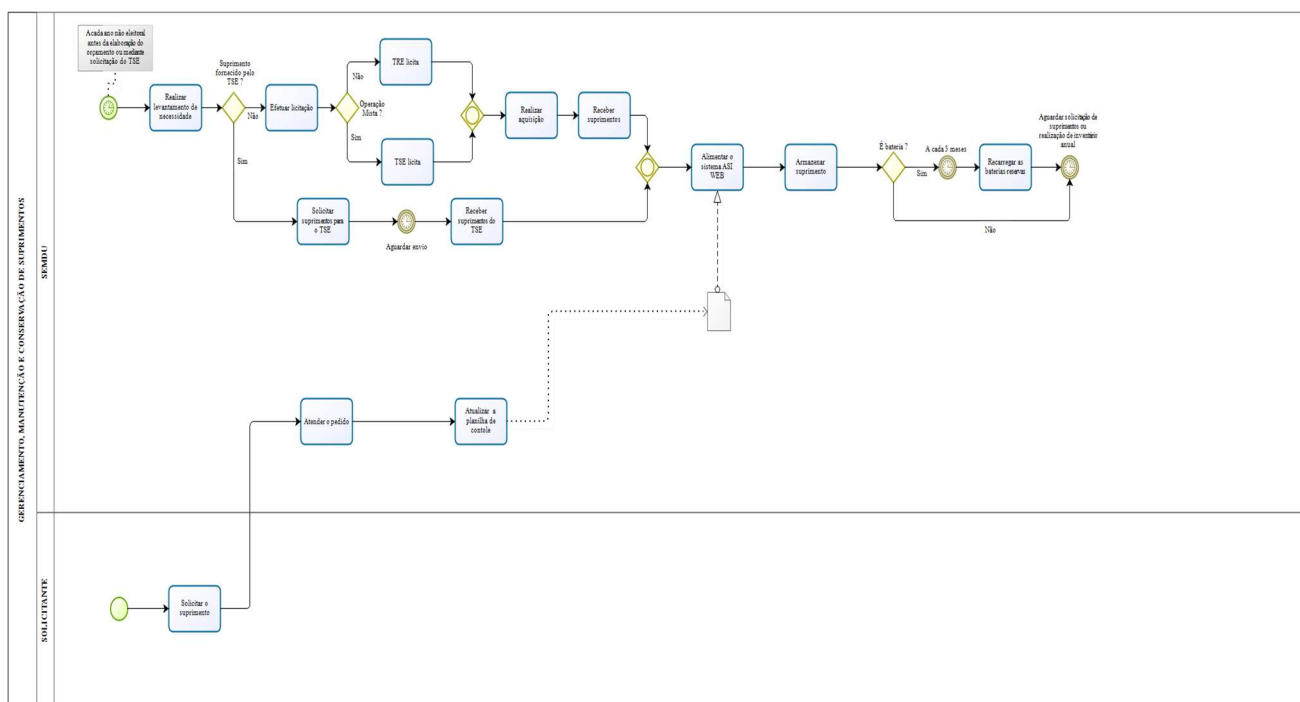 GERENCIAMENTO, MANUTENÇÃO E CONSERVAÇÃO DE SUPRIMENTOS
SEMDU
A cada ano não eleitoral
antes da elaboração do
orçamento ou mediante
solicitação do TSE
Realizar
levantamento de
necessidade
Suprimento
fornecido pelo
TSE ?
Não
Sim
Efetuar licitação
Operação
Mista ?
Não
Sim
TRE licita
TSE licita
Realizar
aquisição
Receber
suprimentos
Solicitar
suprimentos para
o TSE
Aguardar envio
Receber
suprimentos do
TSE
Alimentar o
sistema ASI
WEB
Armazenar
suprimento
É bateria ?
Sim
Não
A cada 3 meses
Recarregar as
baterias reservas
Aguardar solicitação de
suprimentos ou
realização de inventário
anual
Atender o pedido
Atualizar a
planilha de
contole
SOLICITANTE
Solicitar o
suprimento